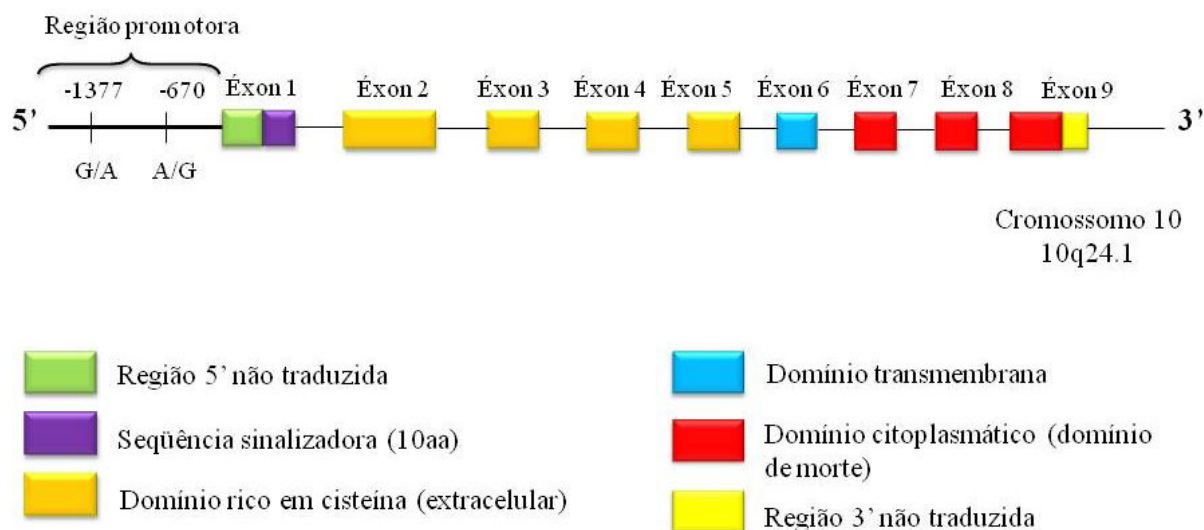 Região promotora
-1377 -670 Éxon 1 Éxon 2 Éxon 3 Éxon 4 Éxon 5 Éxon 6 Éxon 7 Éxon 8 Éxon 9
5’ 3’
G/A A/G
Cromossomo 10
10q24.1
Região 5’ não traduzida
Seqüência sinalizadora (10aa)
Domínio rico em cisteína (extracelular)
Domínio transmembrana
Domínio citoplasmático (domínio
de morte)
Região 3’ não traduzida